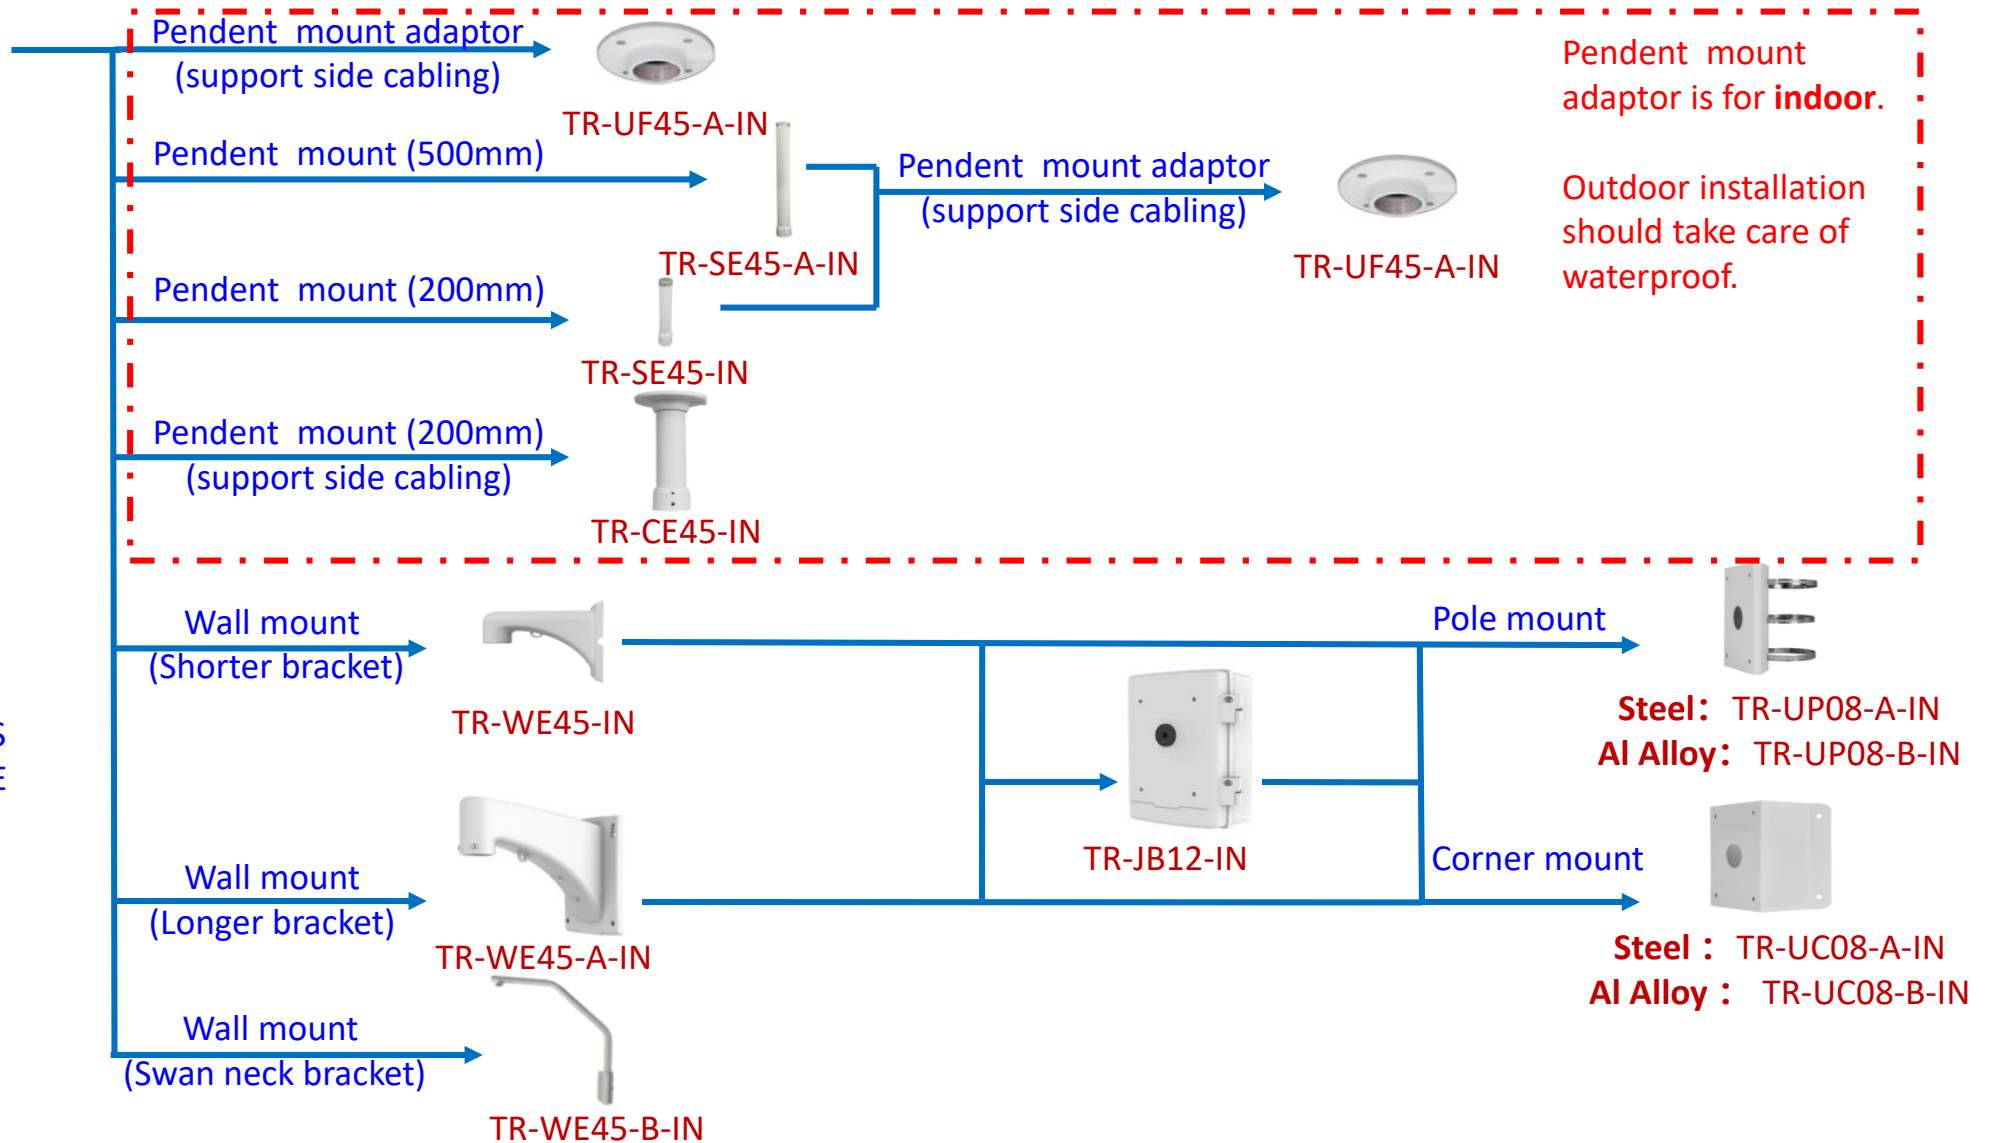 Pendent mount adaptor
(support side cabling)
TR-UF45-A-IN
Pendent mount
adaptor is for indoor.
Outdoor installation
should take care of
waterproof.
Pendent mount (500mm)
TR-SE45-A-IN
Pendent mount adaptor
(support side cabling)
TR-UF45-A-IN
Pendent mount (200mm)
TR-SE45-IN
Pendent mount (200mm)
(support side cabling)
TR-CE45-IN
Wall mount
(Shorter bracket)
TR-WE45-IN
Pole mount
Steel： TR-UP08-A-IN
Al Alloy： TR-UP08-B-IN
S
E
TR-JB12-IN
Wall mount
(Longer bracket)
TR-WE45-A-IN
Corner mount
Steel ： TR-UC08-A-IN
Al Alloy ： TR-UC08-B-IN
Wall mount
(Swan neck bracket)
TR-WE45-B-IN